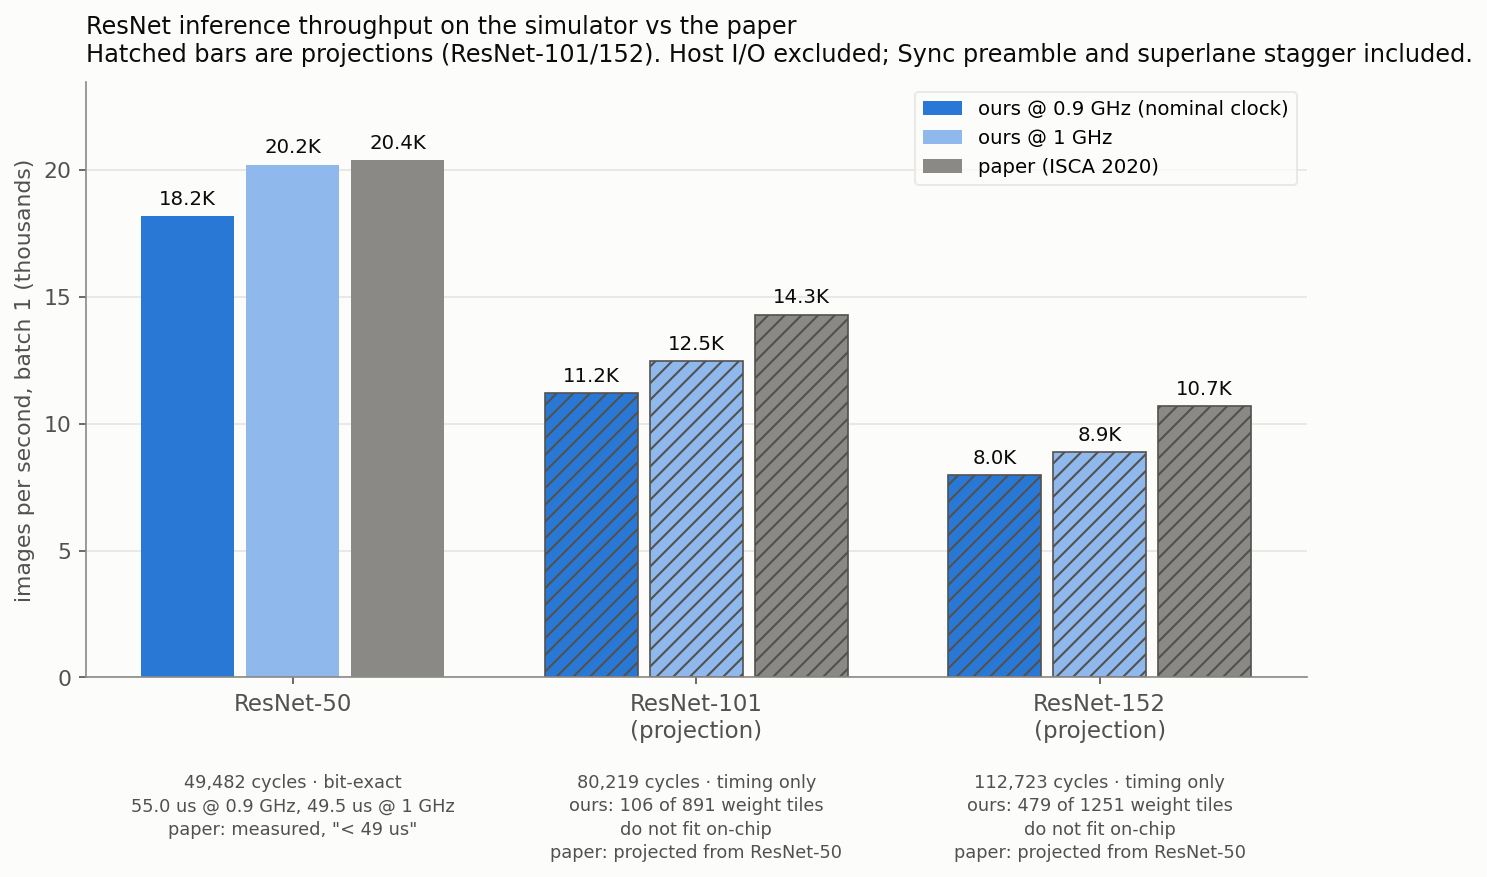 ResNet inference throughput on the simulator vs the paper
Hatched bars are projections (ResNet-101/152). Host I/O excluded; Sync preamble and superlane stagger included.
ours @ 0.9 GHz (nominal clock)
ours @ 1 GHz
paper (ISCA 2020)
images per second, batch 1 (thousands)
20
15
10
5
0
18.2K
20.2K
20.4K
11.2K
12.5K
14.3K
8.0K
8.9K
10.7K
ResNet-50
ResNet-101
(projection)
ResNet-152
(projection)
49,482 cycles · bit-exact
55.0 us @ 0.9 GHz, 49.5 us @ 1 GHz
paper: measured, "< 49 us"
80,219 cycles · timing only
ours: 106 of 891 weight tiles
do not fit on-chip
paper: projected from ResNet-50
112,723 cycles · timing only
ours: 479 of 1251 weight tiles
do not fit on-chip
paper: projected from ResNet-50